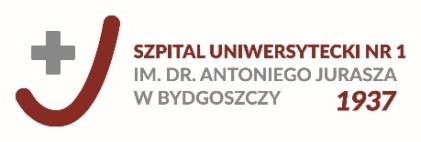 SZPITAL UNIWERSYTECKI NR 1
IM. DR. ANTONIEGO JURASZA
W BYDGOSZCZY 1937